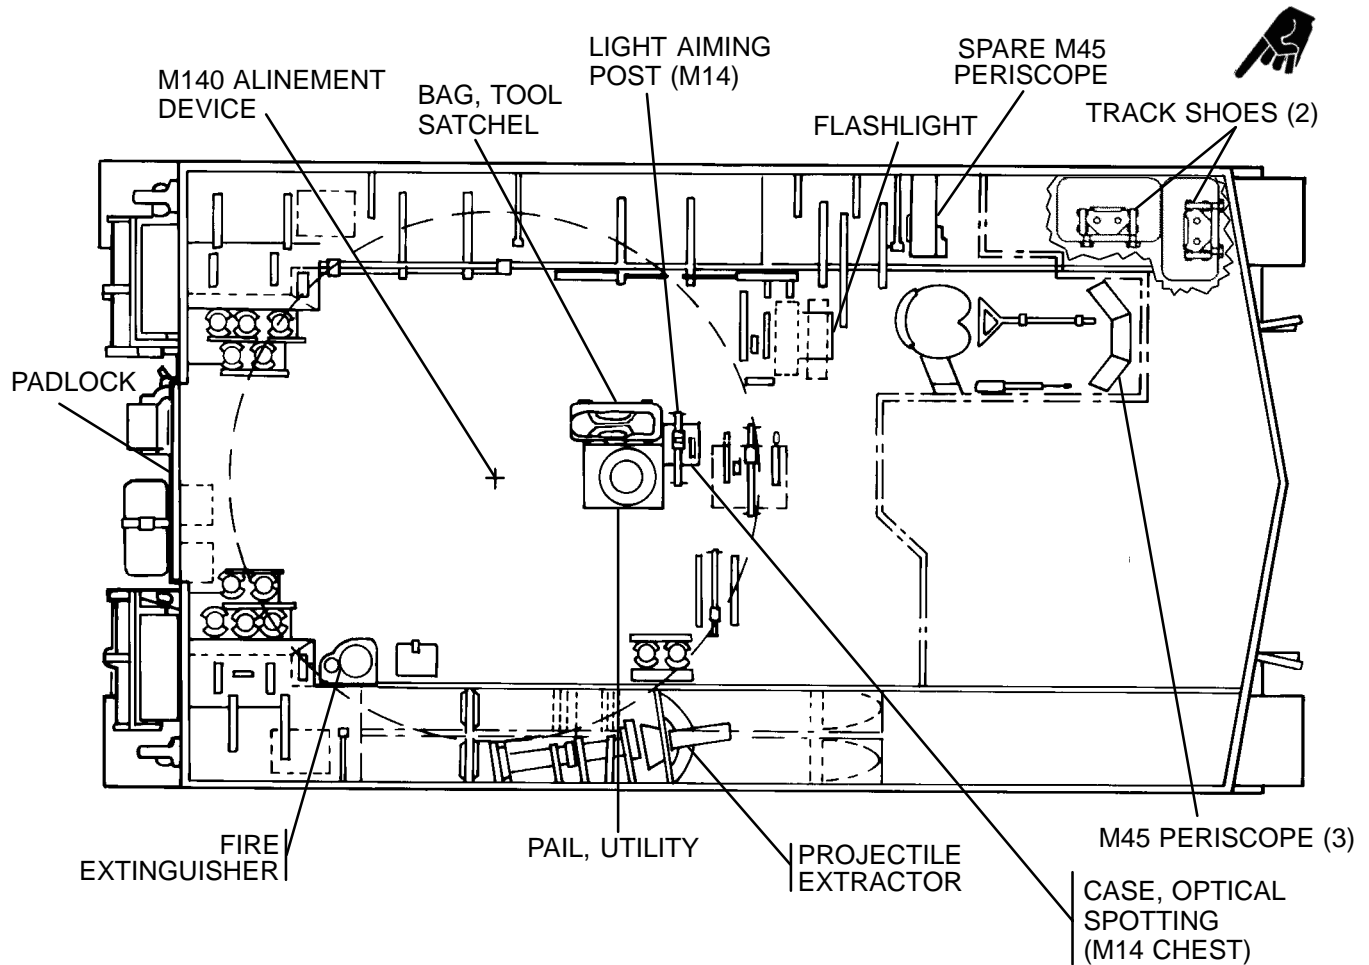 LIGHT AIMING
POST (M14)
SPARE M45
PERISCOPE
M140 ALINEMENT
DEVICE
BAG, TOOL
SATCHEL
FLASHLIGHT
TRACK SHOES (2)
PADLOCK
FIRE
EXTINGUISHER
PAIL, UTILITY
PROJECTILE
EXTRACTOR
M45 PERISCOPE (3)
CASE, OPTICAL
SPOTTING
(M14 CHEST)